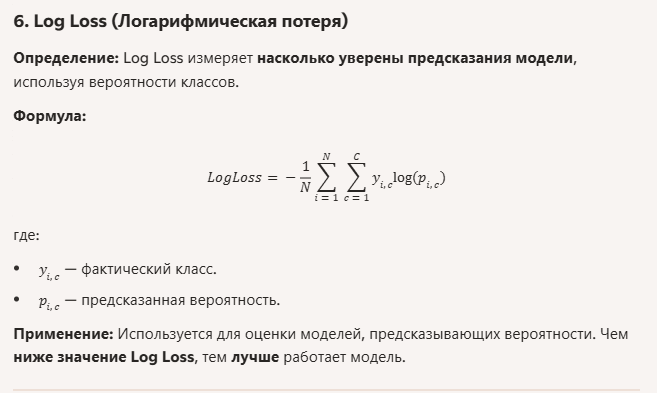 6. Log Loss (Логарифмическая потеря)
Определение: Log Loss измеряет насколько уверены предсказания модели,
используя вероятности классов.
Формула:
LogLoss = −\frac{1}{N} \sum_{i=1}^{N} \sum_{c=1}^{C} y_{i,c} log(p_{i,c})
где:
• y_{i,c} — фактический класс.
• p_{i,c} — предсказанная вероятность.
Применение: Используется для оценки моделей, предсказывающих вероятности. Чем
ниже значение Log Loss, тем лучше работает модель.